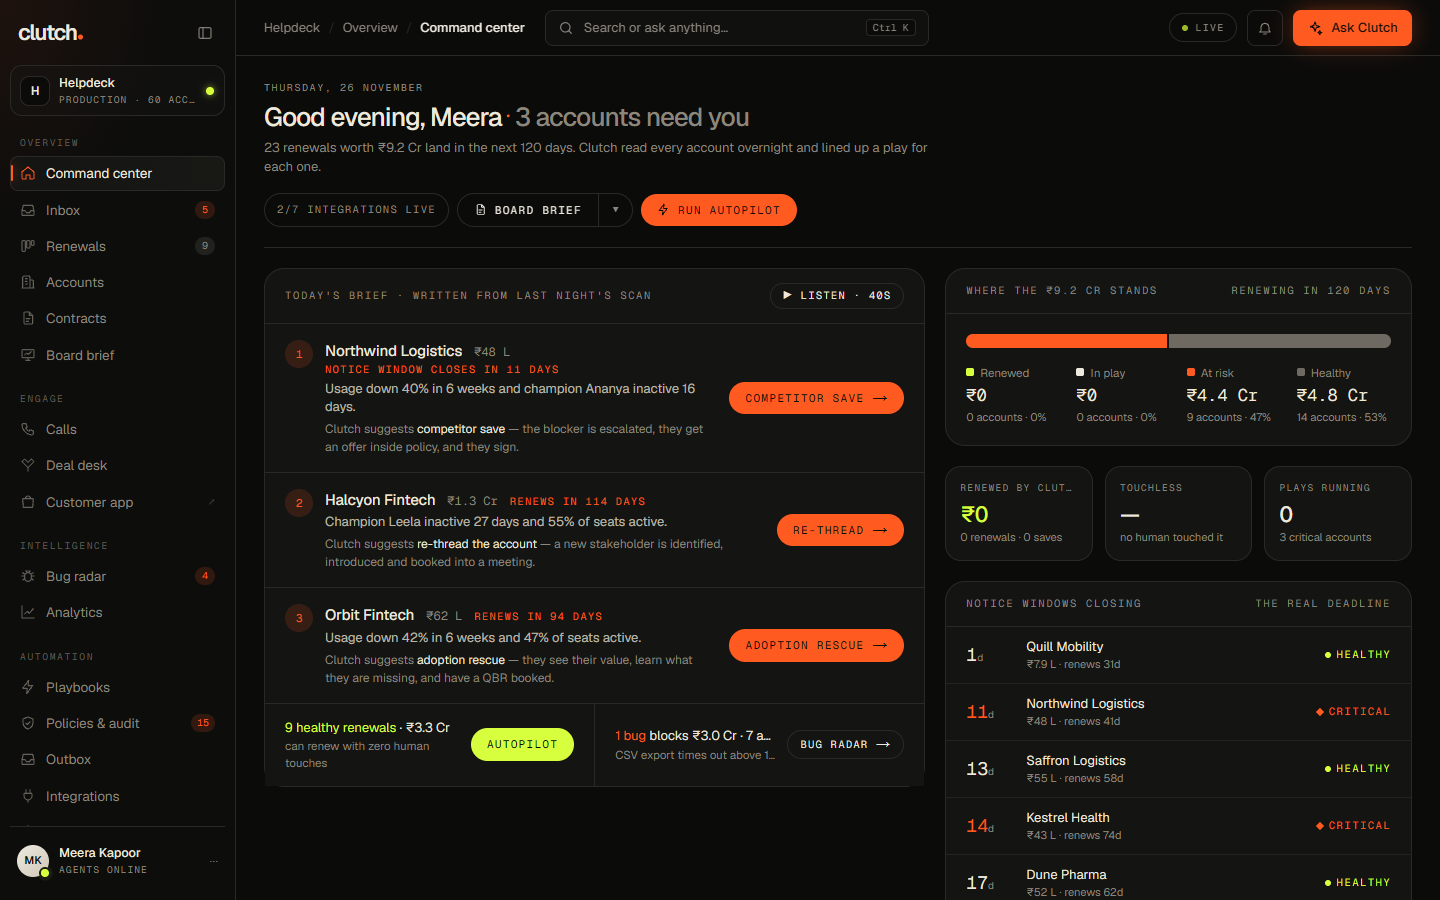 clutch.
Helpdeck
PRODUCTION · 60 ACC…
OVERVIEW
Command center
Inbox 5
Renewals 9
Accounts
Contracts
Board brief
ENGAGE
Calls
Deal desk
Customer app ↗
INTELLIGENCE
Bug radar 4
Analytics
AUTOMATION
Playbooks
Policies & audit 15
Outbox
Integrations
MK
Meera Kapoor
AGENTS ONLINE
...
H
Helpdeck / Overview / Command center
Search or ask anything... Ctrl K
LIVE
Ask Clutch
THURSDAY, 26 NOVEMBER
Good evening, Meera · 3 accounts need you
23 renewals worth ₹9.2 Cr land in the next 120 days. Clutch read every account overnight and lined up a play for
each one.
2/7 INTEGRATIONS LIVE
BOARD BRIEF ▼
RUN AUTOPILOT
TODAY'S BRIEF · WRITTEN FROM LAST NIGHT'S SCAN
▶ LISTEN · 40S
1
Northwind Logistics ₹48 L
NOTICE WINDOW CLOSES IN 11 DAYS
Usage down 40% in 6 weeks and champion Ananya inactive 16
days.
Clutch suggests competitor save — the blocker is escalated, they get
an offer inside policy, and they sign.
COMPETITOR SAVE →
2
Halcyon Fintech ₹1.3 Cr RENEWS IN 114 DAYS
Champion Leela inactive 27 days and 55% of seats active.
Clutch suggests re-thread the account — a new stakeholder is identified,
introduced and booked into a meeting.
RE-THREAD →
3
Orbit Fintech ₹62 L RENEWS IN 94 DAYS
Usage down 42% in 6 weeks and 47% of seats active.
Clutch suggests adoption rescue — they see their value, learn what
they are missing, and have a QBR booked.
ADOPTION RESCUE →
9 healthy renewals · ₹3.3 Cr
can renew with zero human
touches
AUTOPILOT
1 bug blocks ₹3.0 Cr · 7 a…
CSV export times out above 1…
BUG RADAR →
WHERE THE ₹9.2 CR STANDS
RENEWING IN 120 DAYS
Renewed
₹0
0 accounts · 0%
In play
₹0
0 accounts · 0%
At risk
₹4.4 Cr
9 accounts · 47%
Healthy
₹4.8 Cr
14 accounts · 53%
RENEWED BY CLUT…
₹0
0 renewals · 0 saves
TOUCHLESS
—
no human touched it
PLAYS RUNNING
0
3 critical accounts
NOTICE WINDOWS CLOSING
THE REAL DEADLINE
1d
Quill Mobility
₹7.9 L · renews 31d
HEALTHY
11d
Northwind Logistics
₹48 L · renews 41d
CRITICAL
13d
Saffron Logistics
₹55 L · renews 58d
HEALTHY
14d
Kestrel Health
₹43 L · renews 74d
CRITICAL
17d
Dune Pharma
₹52 L · renews 62d
HEALTHY